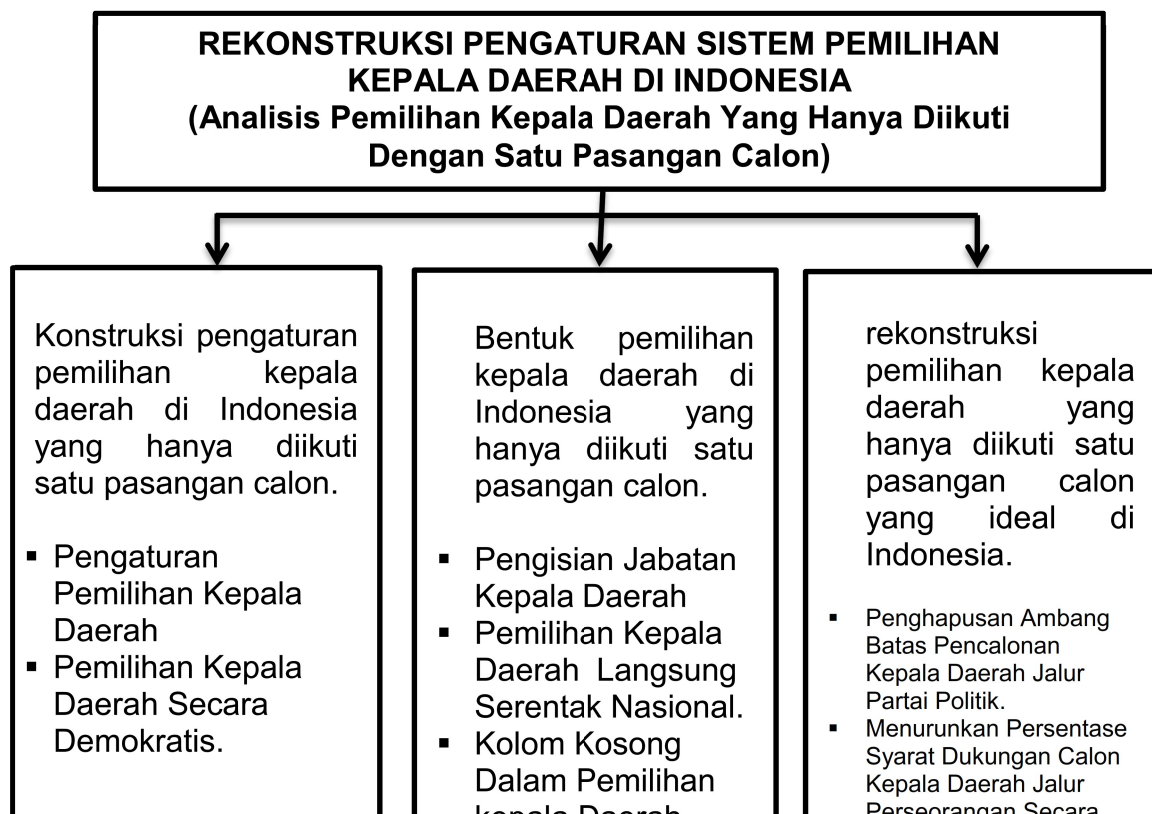 REKONSTRUKSI PENGATURAN SISTEM PEMILIHAN
KEPALA DAERAH DI INDONESIA
(Analisis Pemilihan Kepala Daerah Yang Hanya Diikuti
Dengan Satu Pasangan Calon)
Konstruksi pengaturan
pemilihan kepala
daerah di Indonesia
yang hanya diikuti
satu pasangan calon.
▪ Pengaturan
Pemilihan Kepala
Daerah
▪ Pemilihan Kepala
Daerah Secara
Demokratis.
Bentuk pemilihan
kepala daerah di
Indonesia yang
hanya diikuti satu
pasangan calon.
▪ Pengisian Jabatan
Kepala Daerah
▪ Pemilihan Kepala
Daerah Langsung
Serentak Nasional.
▪ Kolom Kosong
Dalam Pemilihan
kepala Daerah
rekonstruksi
pemilihan kepala
daerah yang
hanya diikuti satu
pasangan calon
yang ideal di
Indonesia.
▪ Penghapusan Ambang
Batas Pencalonan
Kepala Daerah Jalur
Partai Politik.
▪ Menurunkan Persentase
Syarat Dukungan Calon
Kepala Daerah Jalur
Perseorangan Secara